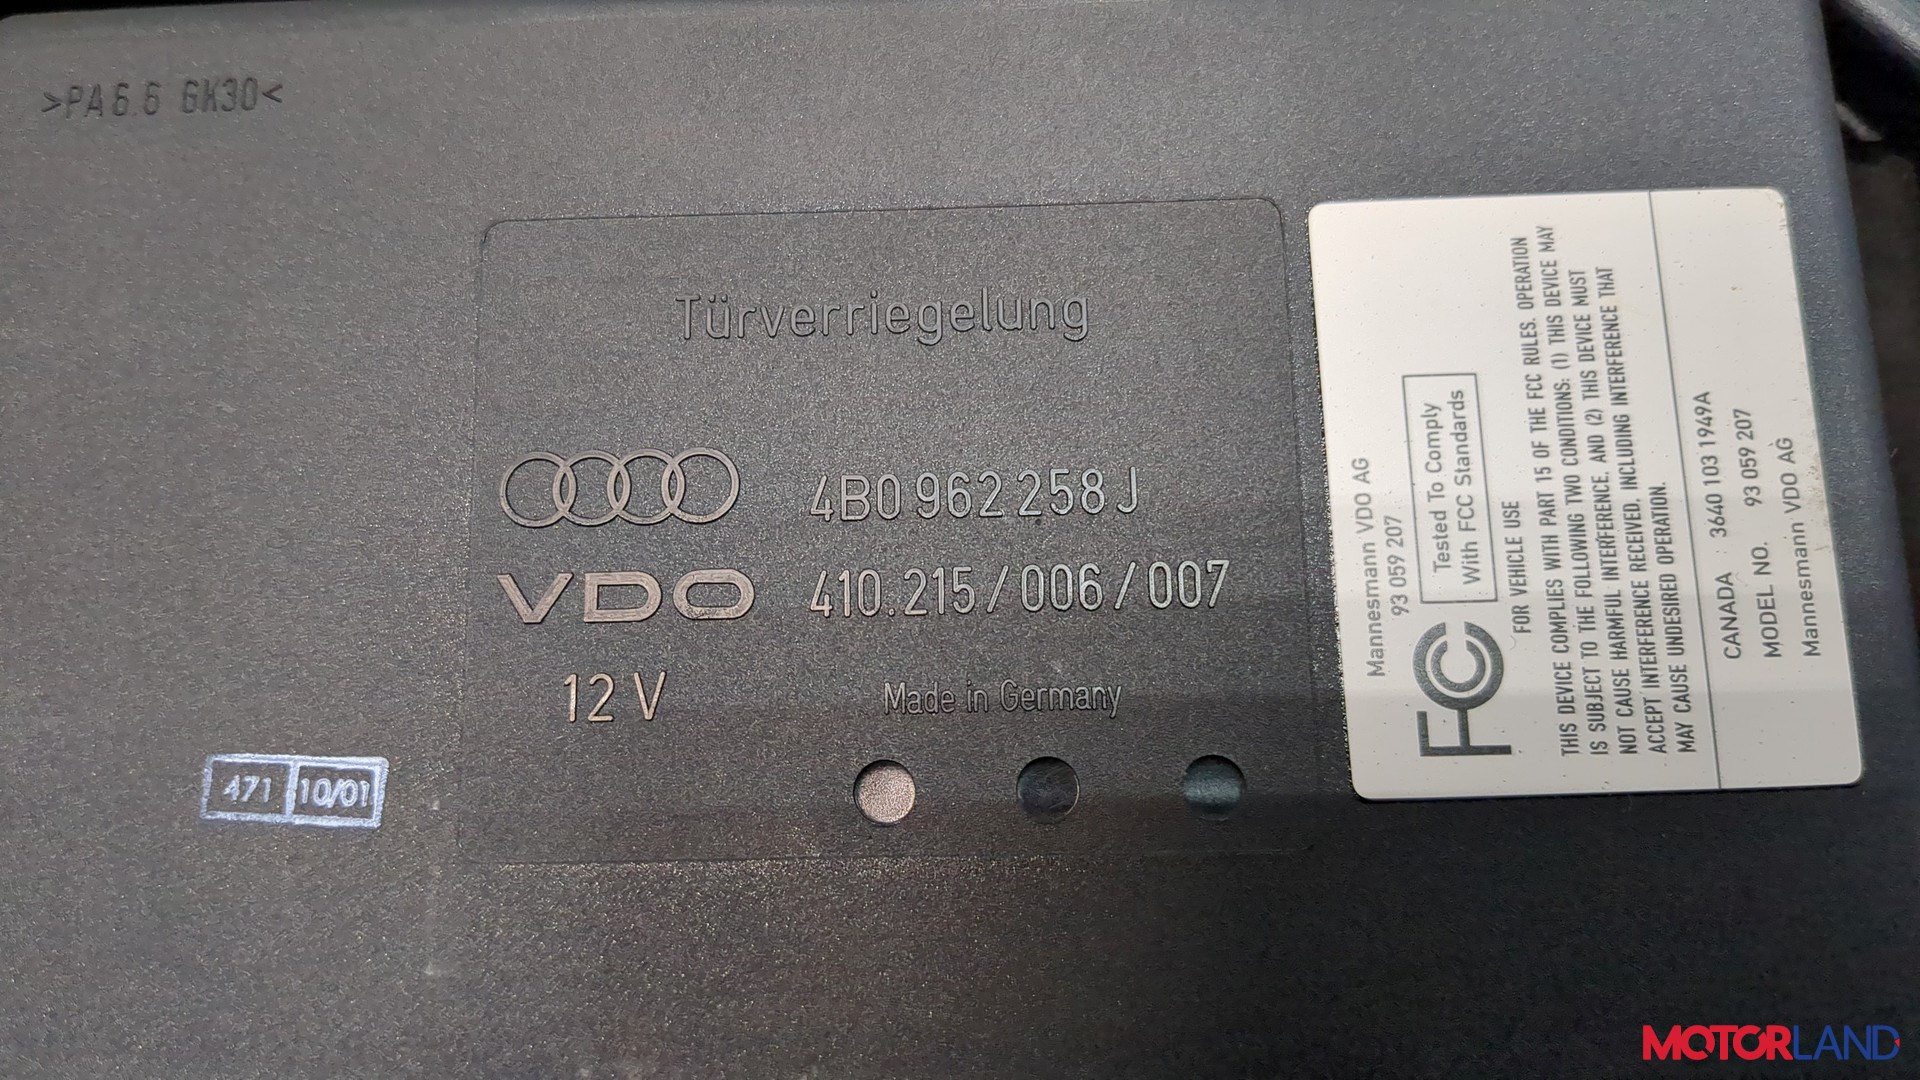 >PA6.6 GK30<
Türverriegelung
4B0 962 258 J
VDO 410.215/006/007
12 V
Made in Germany
471 10/01
Mannesmann VDO AG
93 059 207
FC
Tested To Comply
With FCC Standards
FOR VEHICLE USE
THIS DEVICE COMPLIES WITH PART 15 OF THE FCC RULES. OPERATION
IS SUBJECT TO THE FOLLOWING TWO CONDITIONS: (1) THIS DEVICE MAY
NOT CAUSE HARMFUL INTERFERENCE, AND (2) THIS DEVICE MUST
ACCEPT INTERFERENCE RECEIVED, INCLUDING INTERFERENCE THAT
MAY CAUSE UNDESIRED OPERATION.
CANADA : 3640 103 1949A
MODEL NO. 93 059 207
Mannesmann VDO AG
MOTORLAND